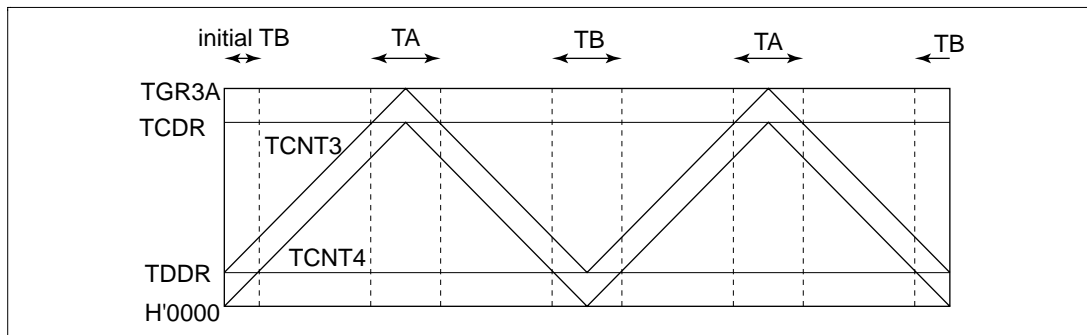 initial TB TA TB TA TB
TGR3A
TCDR
TCNT3
TCNT4
TDDR
H'0000